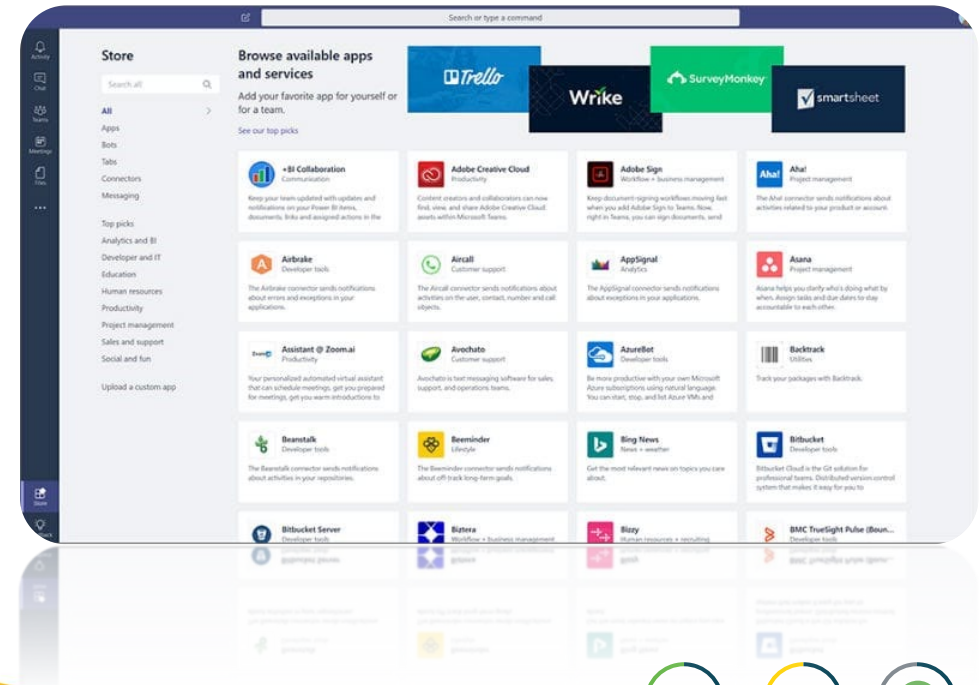 Search or type a command
Activity
Chat
Teams
Meetings
Files
Store
Store
Search all
All
Apps
Bots
Tabs
Connectors
Messaging
Top picks
Analytics and BI
Developer and IT
Education
Human resources
Productivity
Project management
Sales and support
Social and fun
Upload a custom app
Browse available apps
and services
Add your favorite app for yourself or
for a team.
See our top picks
Trello
Wrike
SurveyMonkey
smartsheet
+BI Collaboration
Communication
Keep your team updated with updates and
notifications on your Power BI items,
documents, links and assigned actions in the
Adobe Creative Cloud
Productivity
Content creators and collaborators can now
find, view, and share Adobe Creative Cloud
assets within Microsoft Teams.
Adobe Sign
Workflow + business management
Keep document-signing workflows moving fast
when you add Adobe Sign to Teams. Now,
right in Teams, you can sign documents, send
Aha!
Aha!
Project management
The Aha! connector sends notifications about
activities related to your product or account.
Airbrake
Developer tools
The Airbrake connector sends notifications
about errors and exceptions in your
applications.
Aircall
Customer support
The Aircall connector sends notifications about
activities on the user, contact, number and call
objects.
AppSignal
Analytics
The AppSignal connector sends notifications
about exceptions in your applications.
Asana
Project management
Asana helps you clarify who's doing what by
when. Assign tasks and due dates to stay
accountable to each other.
Assistant @ Zoom.ai
Productivity
Your personalized automated virtual assistant
that can schedule meetings, get you prepared
for meetings, get you warm introductions to
Avochato
Customer support
Avochato is text messaging software for sales,
support, and operations teams.
AzureBot
Developer tools
Be more productive with your own Microsoft
Azure subscriptions using natural language.
You can start, stop, and list Azure VMs and
Backtrack
Utilities
Track your packages with Backtrack.
Beanstalk
Developer tools
The Beanstalk connector sends notifications
about activities in your repositories.
Beeminder
Lifestyle
The Beeminder connector sends notifications
about off-track long-term goals.
Bing News
News + weather
Get the most relevant news on topics you care
about.
Bitbucket
Developer tools
Bitbucket Cloud is the Git solution for
professional teams. Distributed version control
system that makes it easy for you to
Bitbucket Server
Developer tools
Biztera
Workflow + business management
Bizzy
Human resources + recruiting
BMC TrueSight Pulse (Boun...
Developer tools